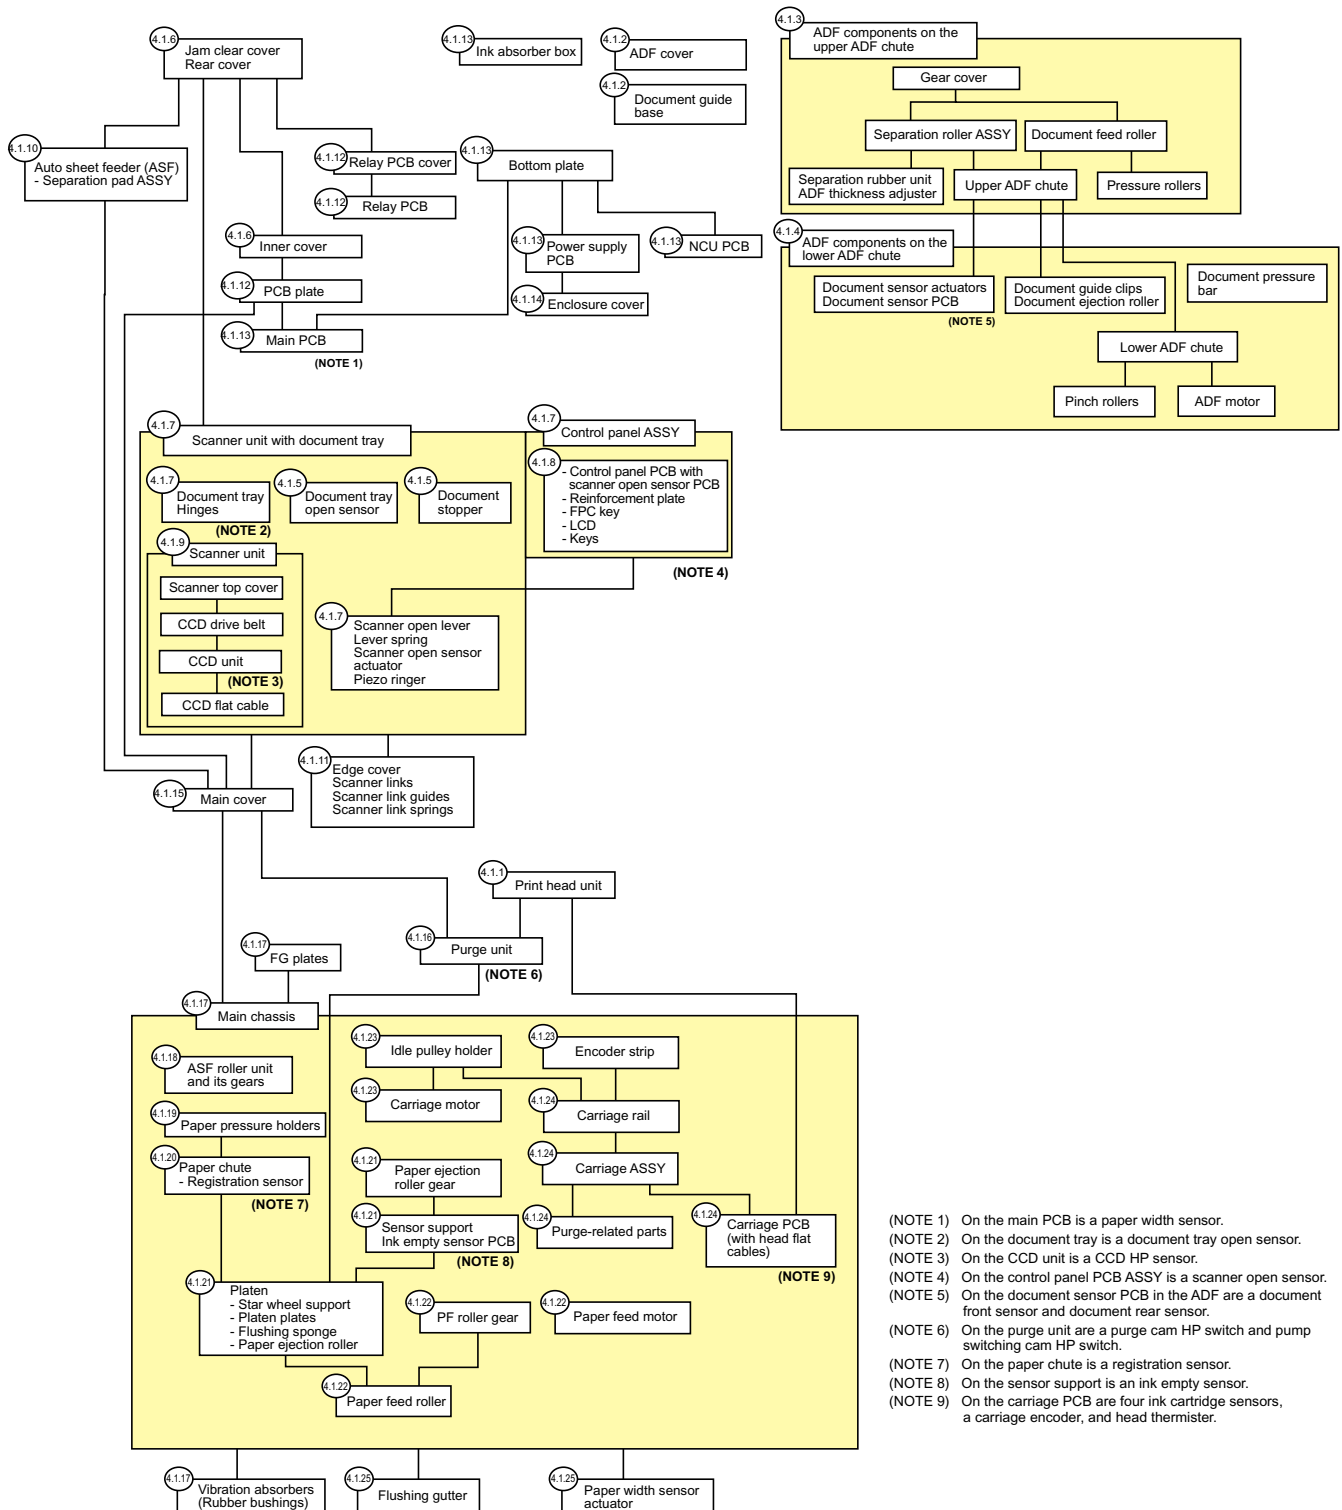 4.1.6
Jam clear cover
Rear cover
4.1.13
Ink absorber box
4.1.2
ADF cover
4.1.2
Document guide
base
4.1.3
ADF components on the
upper ADF chute
Gear cover
Separation roller ASSY
Document feed roller
Separation rubber unit
ADF thickness adjuster
Upper ADF chute
Pressure rollers
4.1.10
Auto sheet feeder (ASF)
- Separation pad ASSY
4.1.12
Relay PCB cover
4.1.12
Relay PCB
4.1.13
Bottom plate
4.1.6
Inner cover
4.1.13
Power supply
PCB
4.1.13
NCU PCB
4.1.12
PCB plate
4.1.14
Enclosure cover
4.1.13
Main PCB
(NOTE 1)
4.1.4
ADF components on the
lower ADF chute
Document sensor actuators
Document sensor PCB
(NOTE 5)
Document guide clips
Document ejection roller
Document pressure
bar
Lower ADF chute
Pinch rollers
ADF motor
4.1.7
Scanner unit with document tray
4.1.7
Control panel ASSY
4.1.7
Document tray
Hinges
(NOTE 2)
4.1.5
Document tray
open sensor
4.1.5
Document
stopper
4.1.8
- Control panel PCB with
scanner open sensor PCB
- Reinforcement plate
- FPC key
- LCD
- Keys
(NOTE 4)
4.1.9
Scanner unit
Scanner top cover
CCD drive belt
CCD unit
(NOTE 3)
CCD flat cable
4.1.7
Scanner open lever
Lever spring
Scanner open sensor
actuator
Piezo ringer
4.1.11
Edge cover
Scanner links
Scanner link guides
Scanner link springs
4.1.15
Main cover
4.1.1
Print head unit
4.1.16
Purge unit
(NOTE 6)
4.1.17
FG plates
4.1.17
Main chassis
4.1.18
ASF roller unit
and its gears
4.1.23
Idle pulley holder
4.1.23
Encoder strip
4.1.23
Carriage motor
4.1.24
Carriage rail
4.1.19
Paper pressure holders
4.1.20
Paper chute
- Registration sensor
(NOTE 7)
4.1.21
Paper ejection
roller gear
4.1.24
Carriage ASSY
4.1.21
Sensor support
Ink empty sensor PCB
(NOTE 8)
4.1.24
Purge-related parts
4.1.24
Carriage PCB
(with head flat
cables)
(NOTE 9)
4.1.21
Platen
- Star wheel support
- Platen plates
- Flushing sponge
- Paper ejection roller
4.1.22
PF roller gear
4.1.22
Paper feed motor
4.1.22
Paper feed roller
4.1.17
Vibration absorbers
(Rubber bushings)
4.1.25
Flushing gutter
4.1.25
Paper width sensor
actuator
(NOTE 1) On the main PCB is a paper width sensor.
(NOTE 2) On the document tray is a document tray open sensor.
(NOTE 3) On the CCD unit is a CCD HP sensor.
(NOTE 4) On the control panel PCB ASSY is a scanner open sensor.
(NOTE 5) On the document sensor PCB in the ADF are a document
front sensor and document rear sensor.
(NOTE 6) On the purge unit are a purge cam HP switch and pump
switching cam HP switch.
(NOTE 7) On the paper chute is a registration sensor.
(NOTE 8) On the sensor support is an ink empty sensor.
(NOTE 9) On the carriage PCB are four ink cartridge sensors,
a carriage encoder, and head thermister.